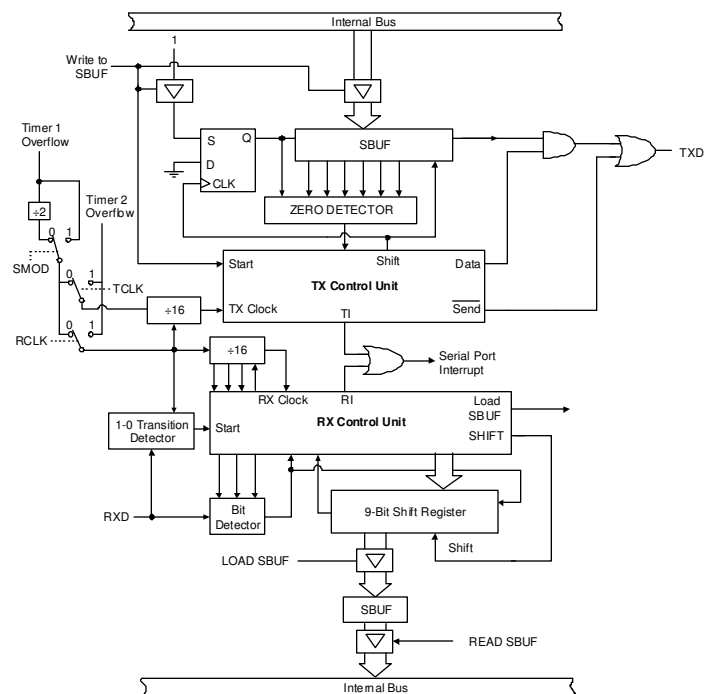 Internal Bus
1
Write to
SBUF
S
Q
D
CLK
SBUF
TXD
Timer 1
Overflow
Timer 2
Overflow
÷2
ZERO DETECTOR
0 1
SMOD
Start
Shift
Data
TX Control Unit
0 1
TCLK
÷16
TX Clock
TI
Send
RCLK
0 1
÷16
Serial Port
Interrupt
RX Clock
RI
Load
SBUF
1-0 Transition
Detector
Start
RX Control Unit
SHIFT
RXD
Bit
Detector
9-Bit Shift Register
Shift
LOAD SBUF
SBUF
READ SBUF
Internal Bus